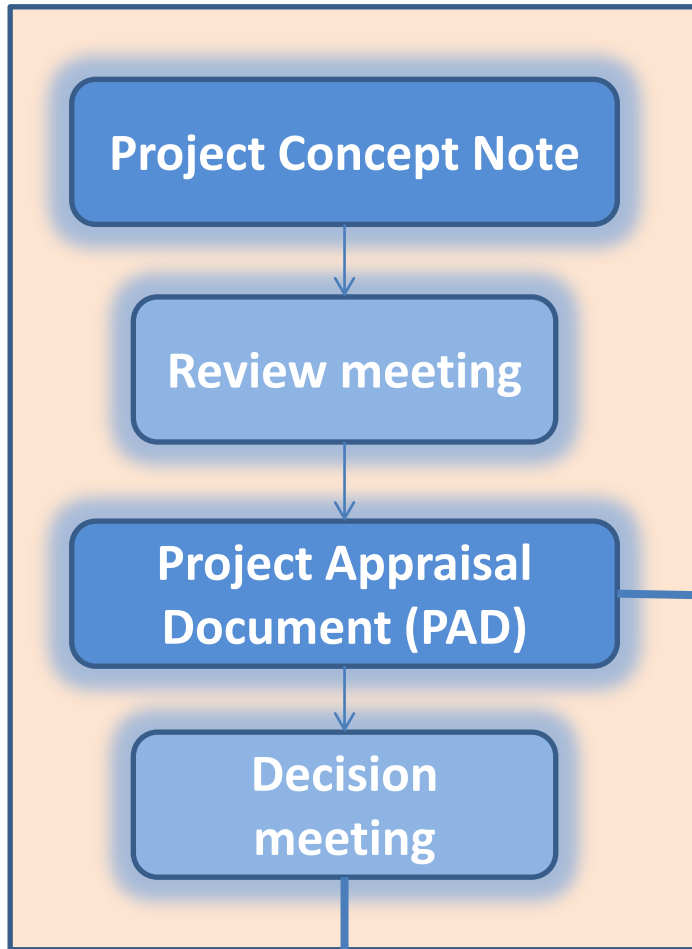 Project Concept Note
Review meeting
Project Appraisal
Document (PAD)
Decision
meeting